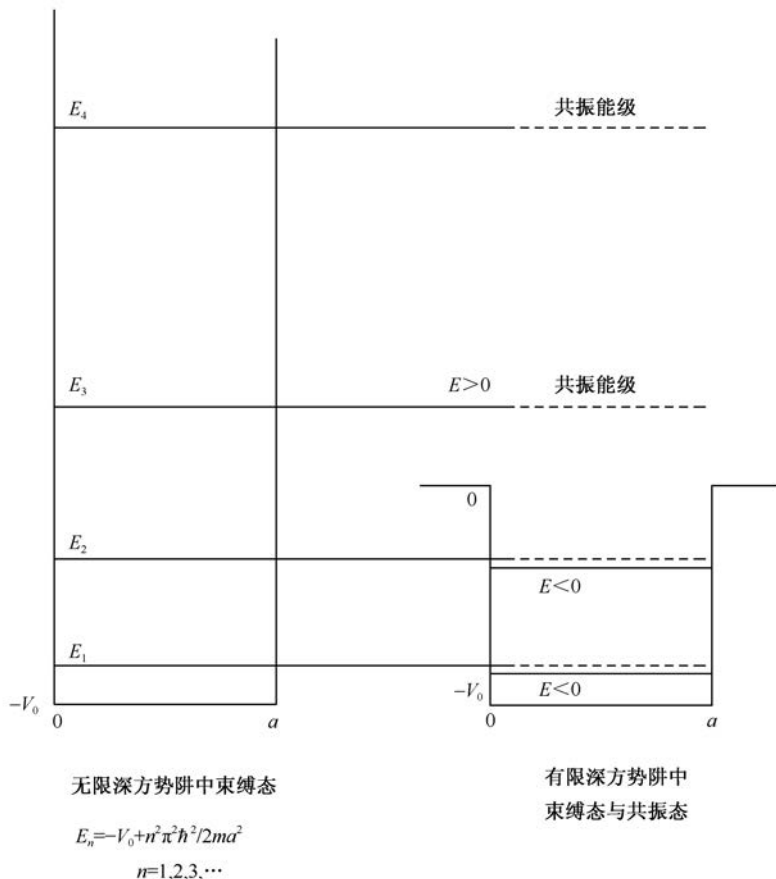 E₄
共振能级
E₃
E>0
共振能级
0
E₂
E<0
E₁
−V₀
−V₀
E<0
0
a
0
a
无限深方势阱中束缚态
有限深方势阱中
束缚态与共振态
Eₙ=−V₀+n²π²ℏ²/2ma²
n=1,2,3,⋯